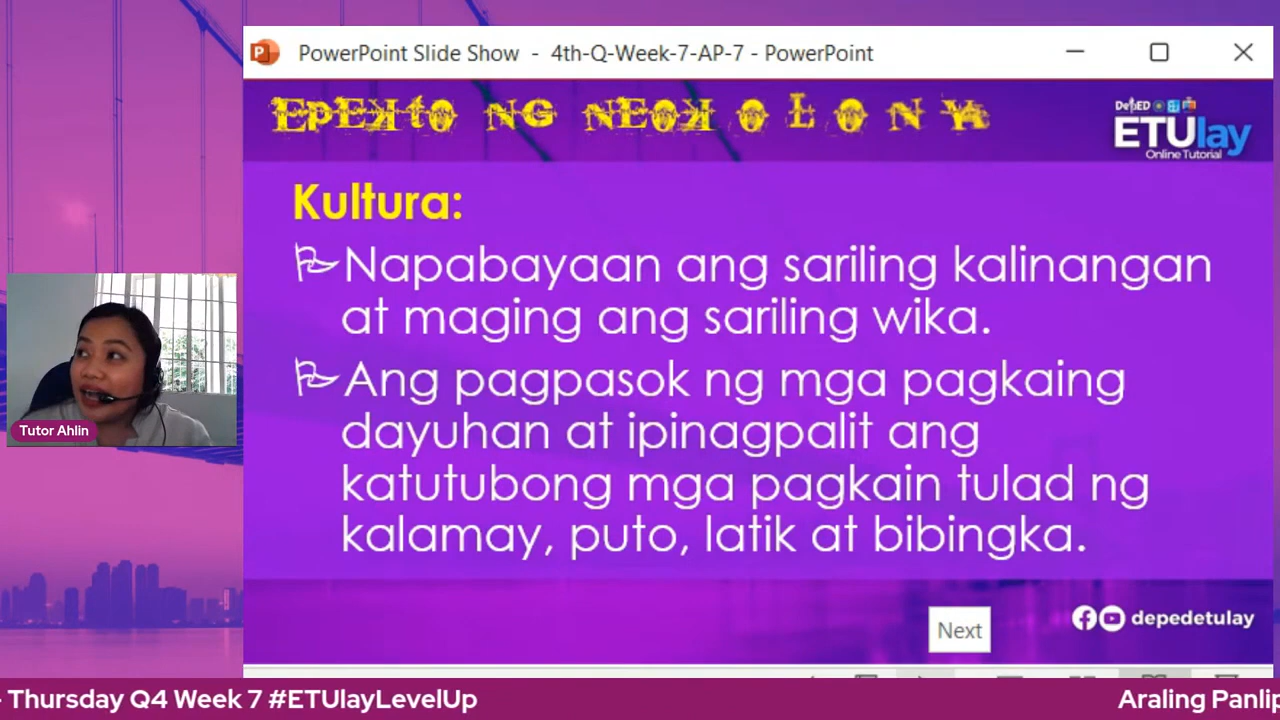 PowerPoint Slide Show - 4th-Q-Week-7-AP-7 - PowerPoint
EPEKTO NG NEOKOLONYA
DepED
ETUlay
Online Tutorial
Kultura:
Napabayaan ang sariling kalinangan
at maging ang sariling wika.
Ang pagpasok ng mga pagkaing
dayuhan at ipinagpalit ang
katutubong mga pagkain tulad ng
kalamay, puto, latik at bibingka.
Tutor Ahlin
Next
depedetulay
- Thursday Q4 Week 7 #ETUlayLevelUp
Araling Panlip